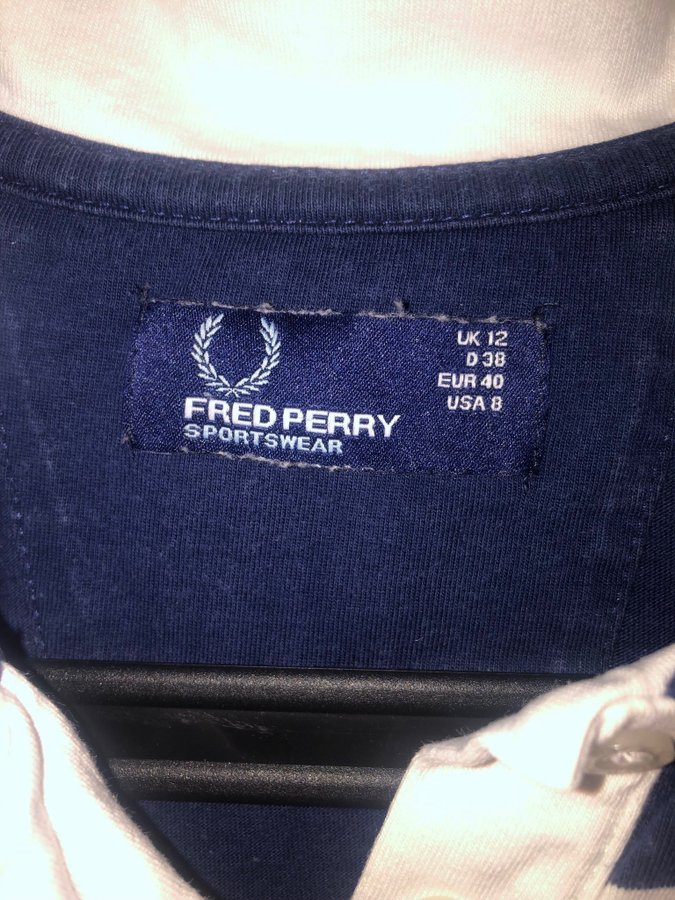 FRED PERRY
SPORTSWEAR
UK 12
D 38
EUR 40
USA 8